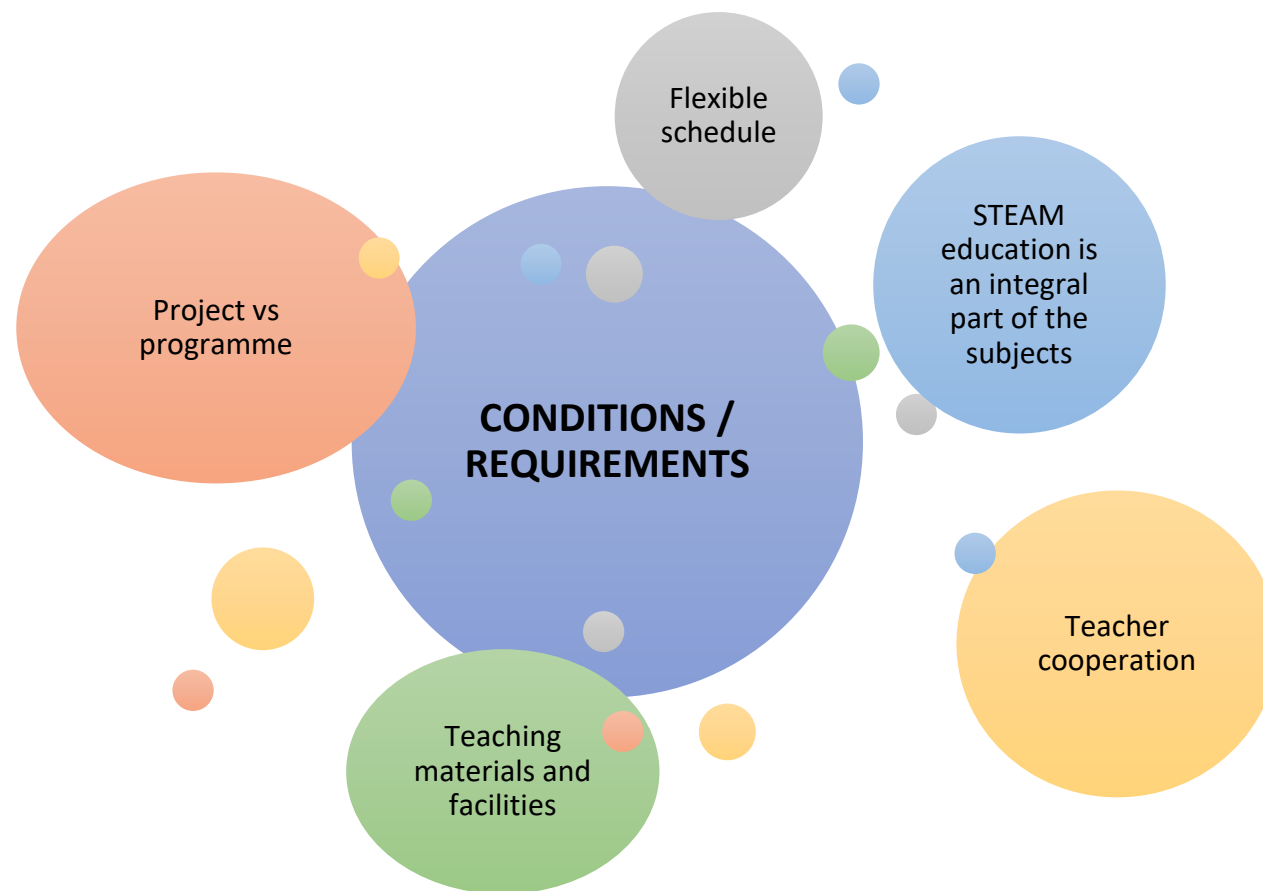 Flexible
schedule
STEAM
education is
an integral
part of the
subjects
Project vs
programme
CONDITIONS /
REQUIREMENTS
Teacher
cooperation
Teaching
materials and
facilities